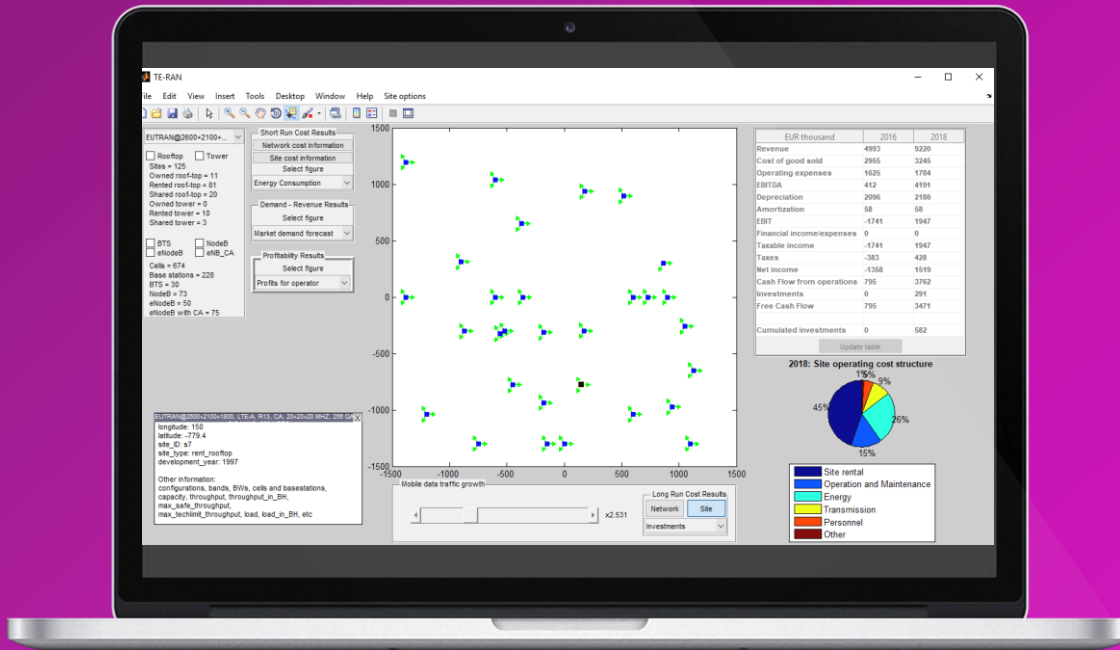 TE-RAN
File Edit View Insert Tools Desktop Window Help Site options
EUTRAN@2600+2100+...
Rooftop Tower
Sites = 125
Owned roof-top = 11
Rented roof-top = 81
Shared roof-top = 20
Owned tower = 0
Rented tower = 10
Shared tower = 3
BTS NodeB
eNodeB eNB_CA
Cells = 674
Base stations = 228
BTS = 30
NodeB = 73
eNodeB = 50
eNodeB with CA = 75
Short Run Cost Results
Network cost information
Site cost information
Select figure
Energy Consumption
Demand - Revenue Results
Select figure
Market demand forecast
Profitability Results
Select figure
Profits for operator
1500
1000
500
0
-500
-1000
-1500
-1500 -1000 -500 0 500 1000 1500
EUR thousand 2016 2018
Revenue 4993 9220
Cost of good sold 2955 3245
Operating expenses 1625 1784
EBITDA 412 4191
Depreciation 2096 2186
Amortization 58 58
EBIT -1741 1947
Financial income/expenses 0 0
Taxable income -1741 1947
Taxes -383 428
Net income -1358 1519
Cash Flow from operations 795 3762
Investments 0 291
Free Cash Flow 795 3471
Cumulated investments 0 582
Update table
2018: Site operating cost structure
1%
5%
9%
45%
26%
15%
Site rental
Operation and Maintenance
Energy
Transmission
Personnel
Other
EUTRAN@2600+2100+1800, LTE-A, R13, CA, 20+20+20 MHZ, 256 QA
longitude: 150
latitude: -779.4
site_ID: s7
site_type: rent_rooftop
development_year: 1997
Other information:
configurations, bands, BWs, cells and basestations,
capacity, throughput, throughput_in_BH,
max_safe_throughput,
max_techlimit_throughput, load, load_in_BH, etc
Mobile data traffic growth
x2.531
Long Run Cost Results
Network Site
Investments